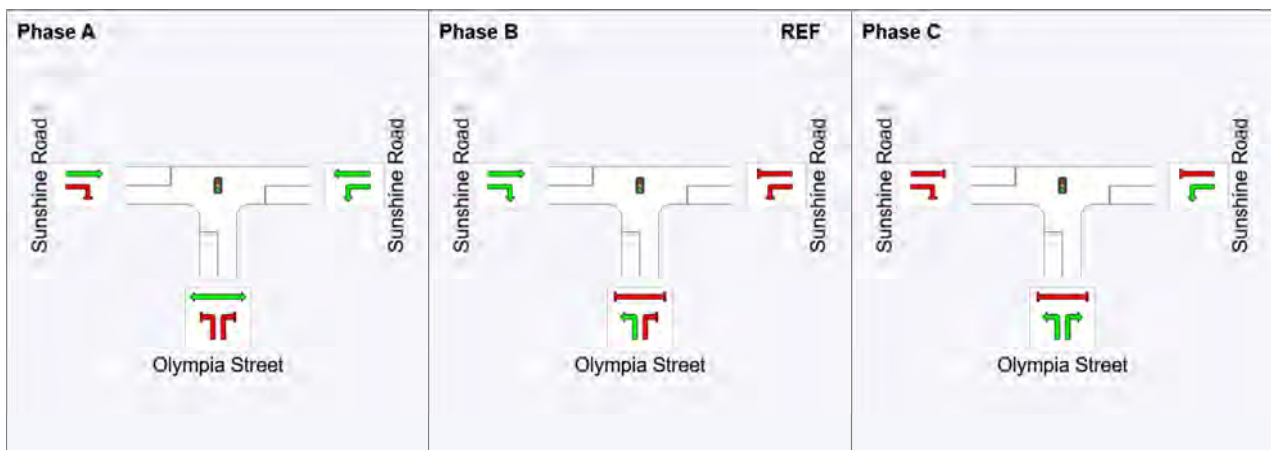 Phase A
Sunshine Road
Sunshine Road
Olympia Street
Phase B
REF
Sunshine Road
Sunshine Road
Olympia Street
Phase C
Sunshine Road
Sunshine Road
Olympia Street